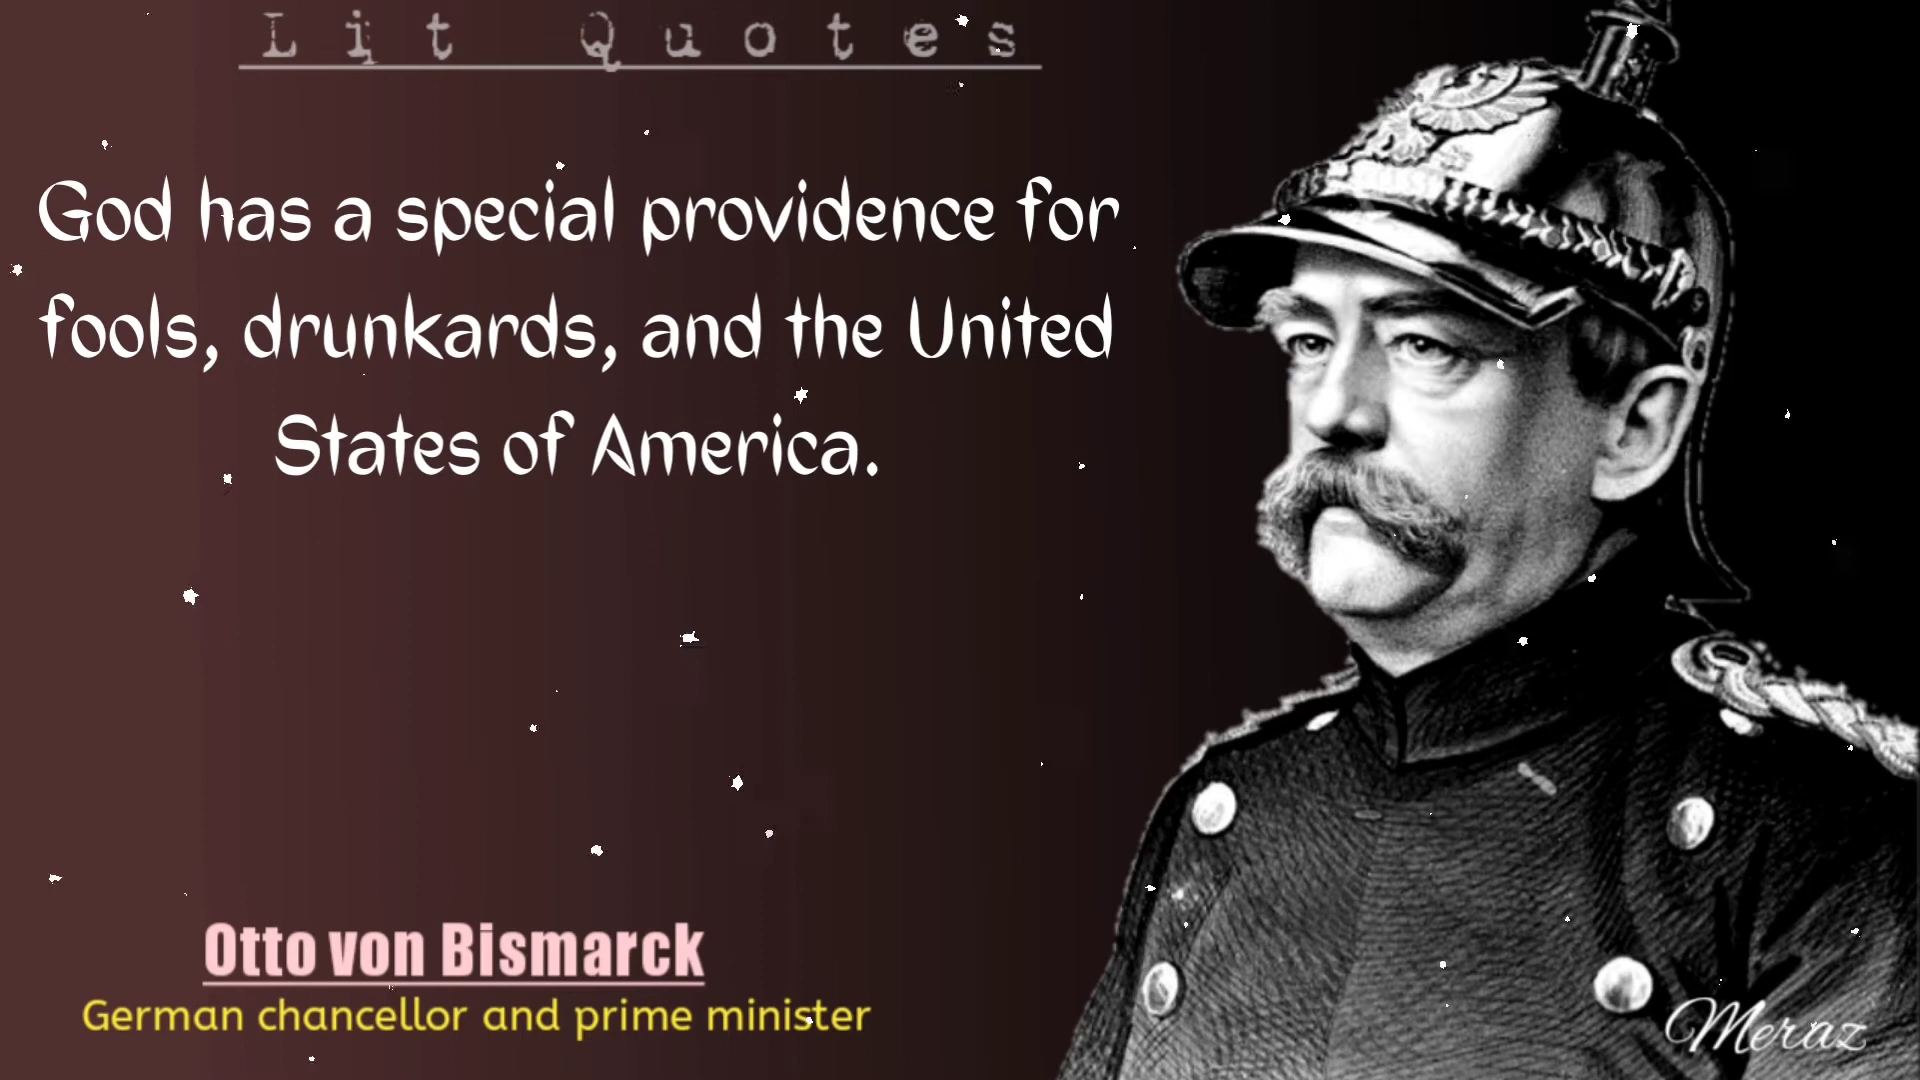 Lit Quotes
God has a special providence for
fools, drunkards, and the United
States of America.
Otto von Bismarck
German chancellor and prime minister
Meraz